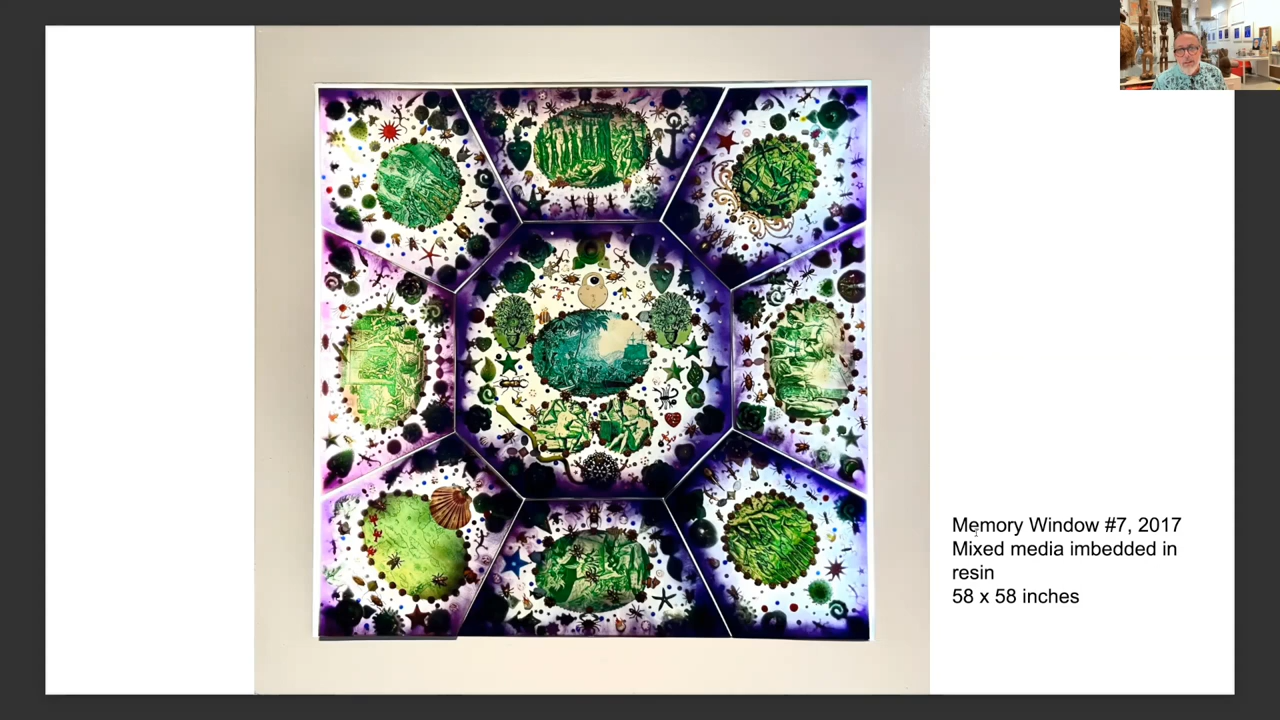 Memory Window #7, 2017
Mixed media imbedded in
resin
58 x 58 inches